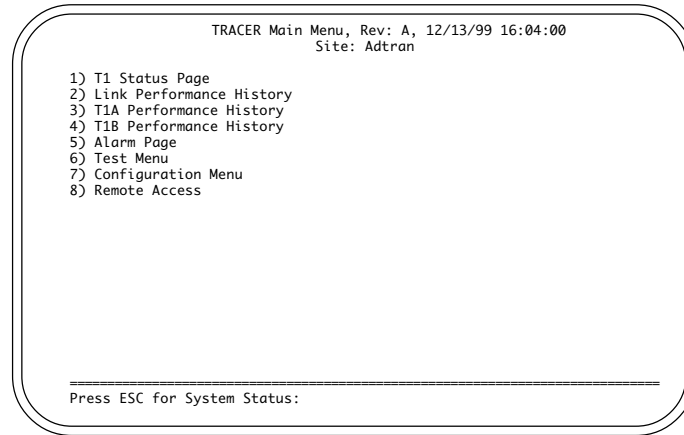 TRACER Main Menu, Rev: A, 12/13/99 16:04:00
Site: Adtran
1) T1 Status Page
2) Link Performance History
3) T1A Performance History
4) T1B Performance History
5) Alarm Page
6) Test Menu
7) Configuration Menu
8) Remote Access
Press ESC for System Status: